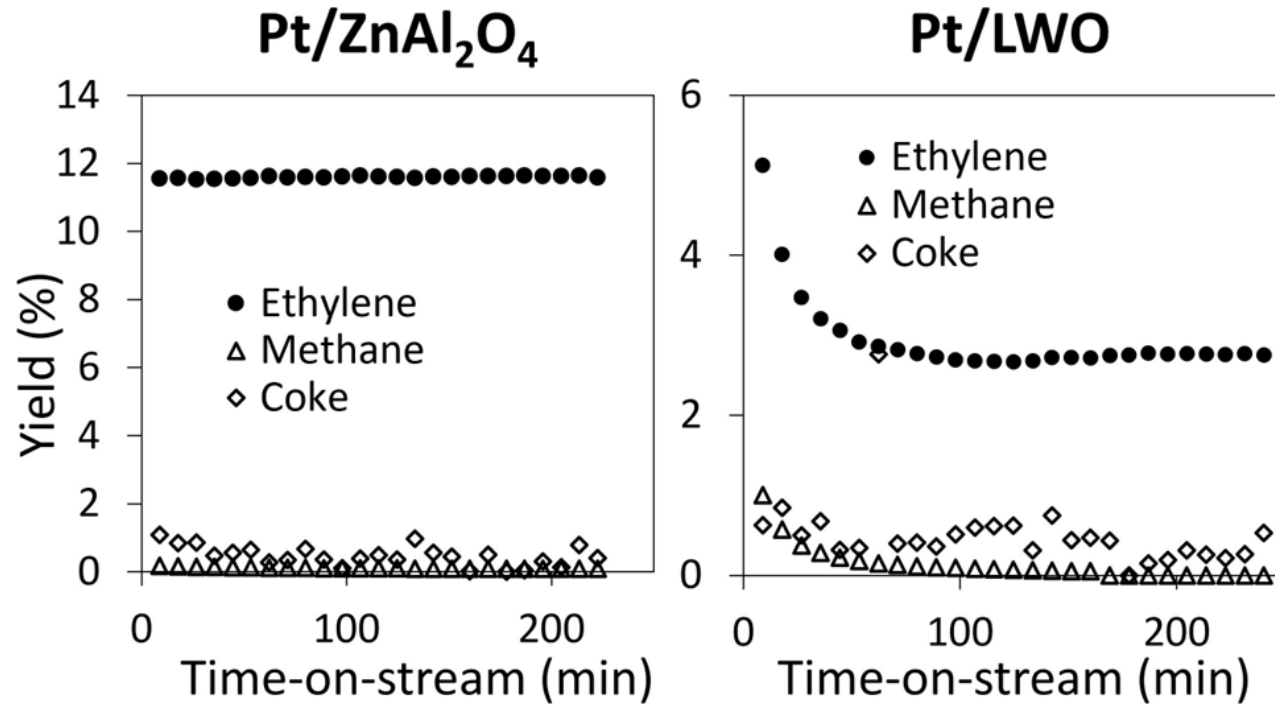 Pt/ZnAl₂O₄
14
12
10
8
6
4
2
0
Yield (%)
Ethylene
Methane
Coke
0
100
200
Time-on-stream (min)
Pt/LWO
6
4
2
0
Ethylene
Methane
Coke
0
100
200
Time-on-stream (min)